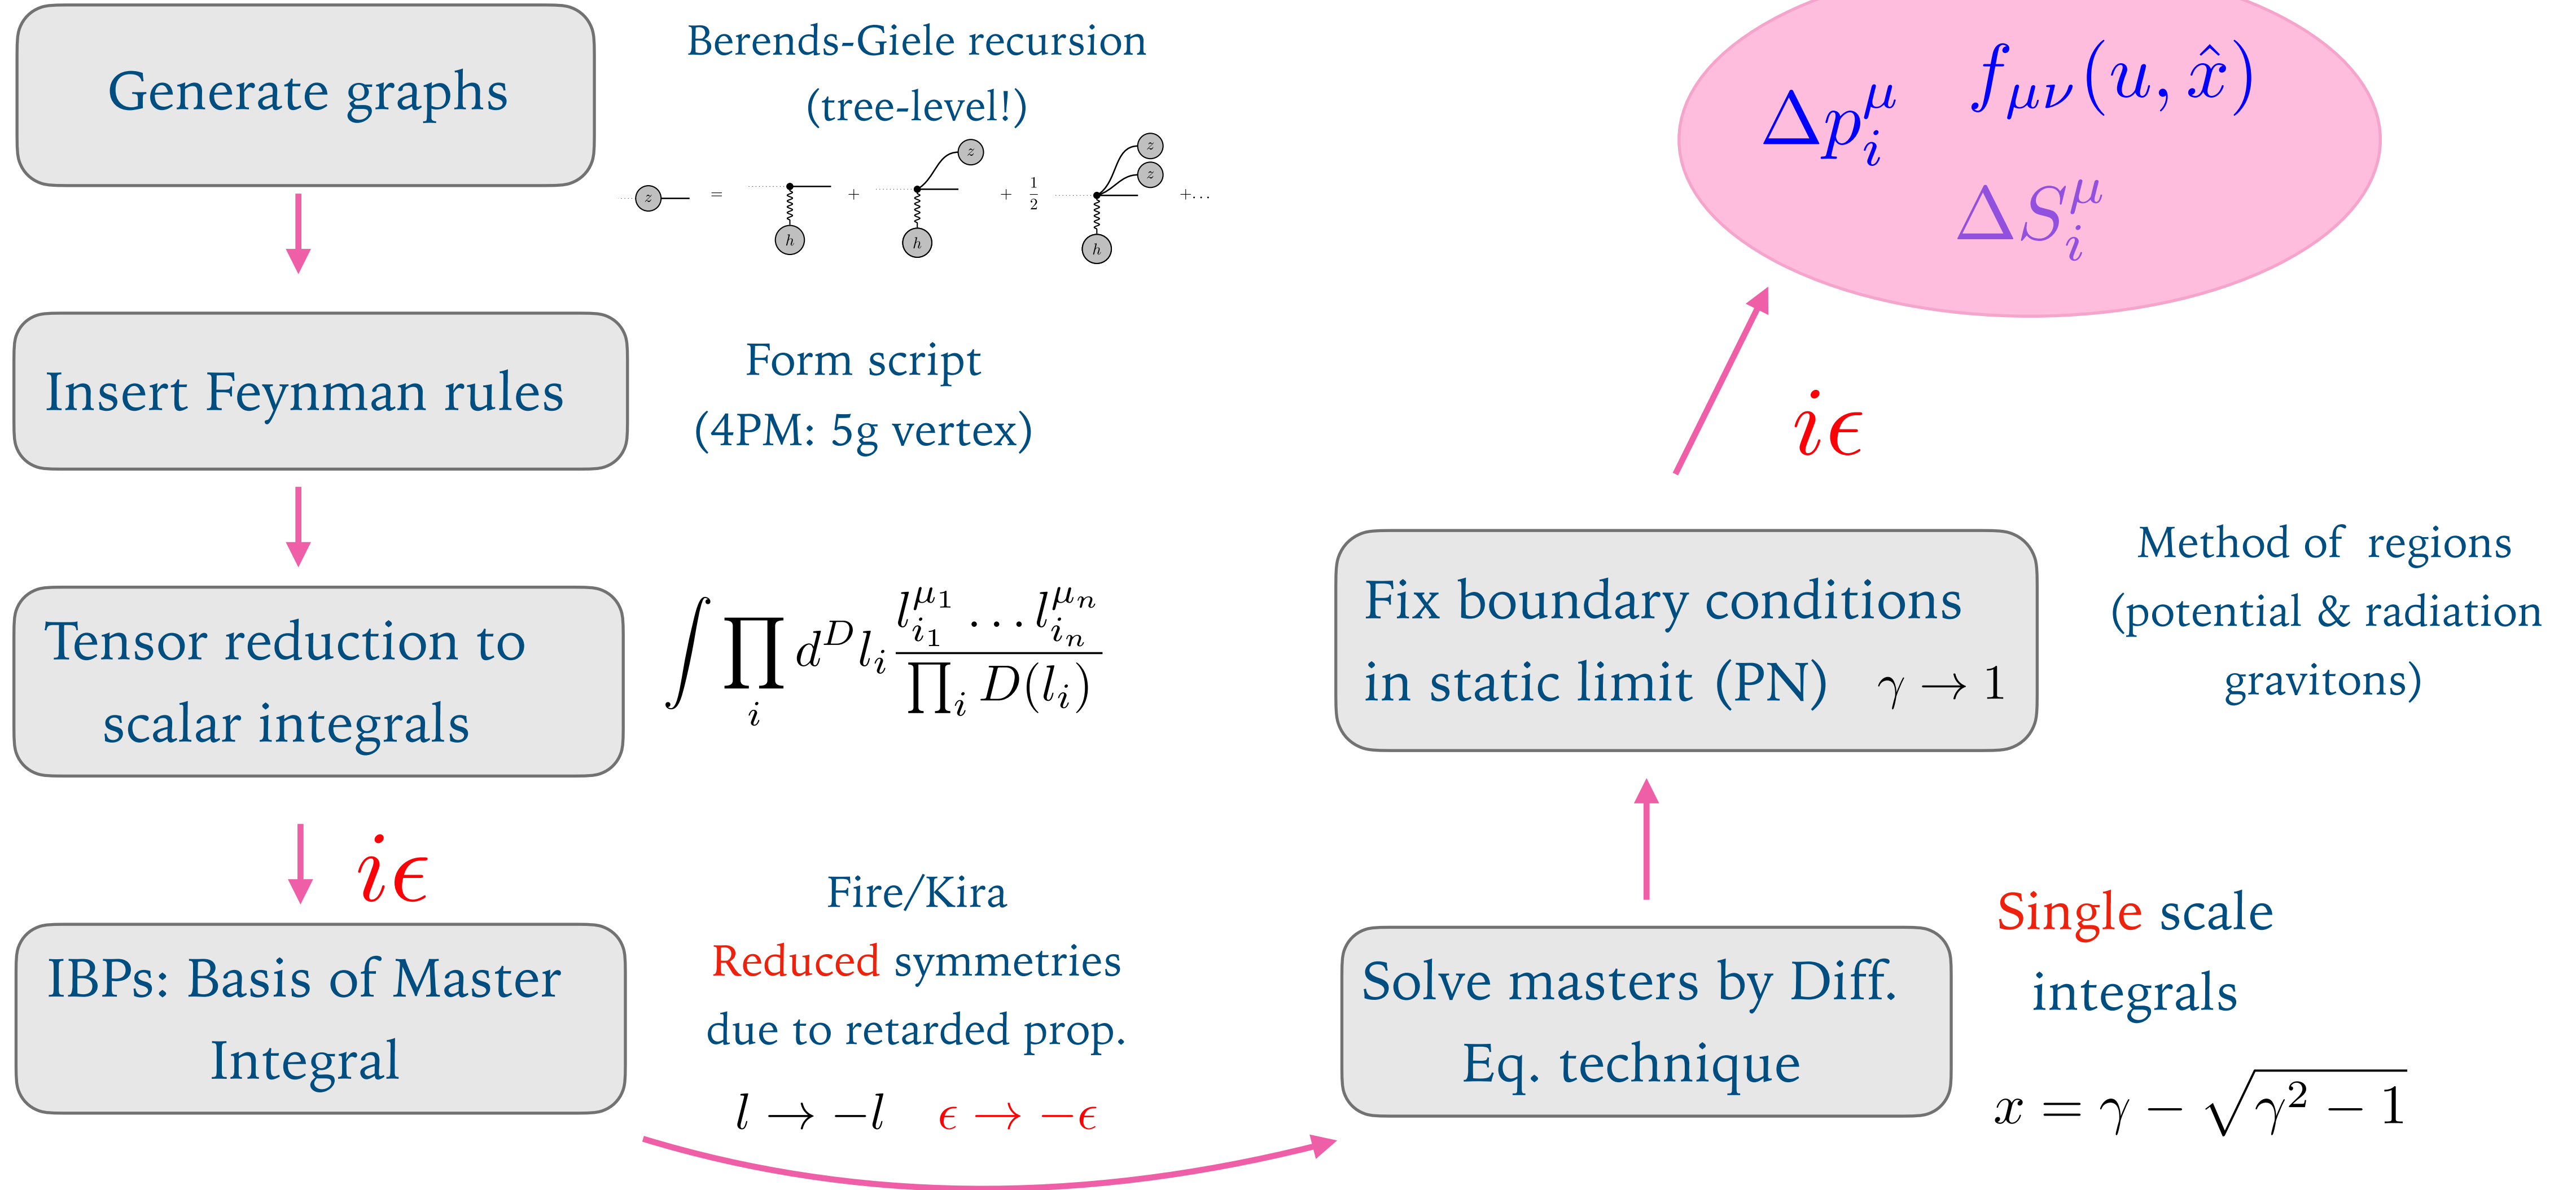 Generate graphs
Berends-Giele recursion
(tree-level!)
z = h + z h + 1/2 z z h +...
Insert Feynman rules
Form script
(4PM: 5g vertex)
Tensor reduction to
scalar integrals
∫ ∏_i d^D l_i l_{i_1}^{μ_1} ... l_{i_n}^{μ_n} / ∏_i D(l_i)
iϵ
IBPs: Basis of Master
Integral
Fire/Kira
Reduced symmetries
due to retarded prop.
l → −l ϵ → −ϵ
Solve masters by Diff.
Eq. technique
Single scale
integrals
x = γ − √(γ² − 1)
Fix boundary conditions
in static limit (PN) γ → 1
Method of regions
(potential & radiation
gravitons)
iϵ
Δp_i^μ f_{μν}(u, x̂)
ΔS_i^μ